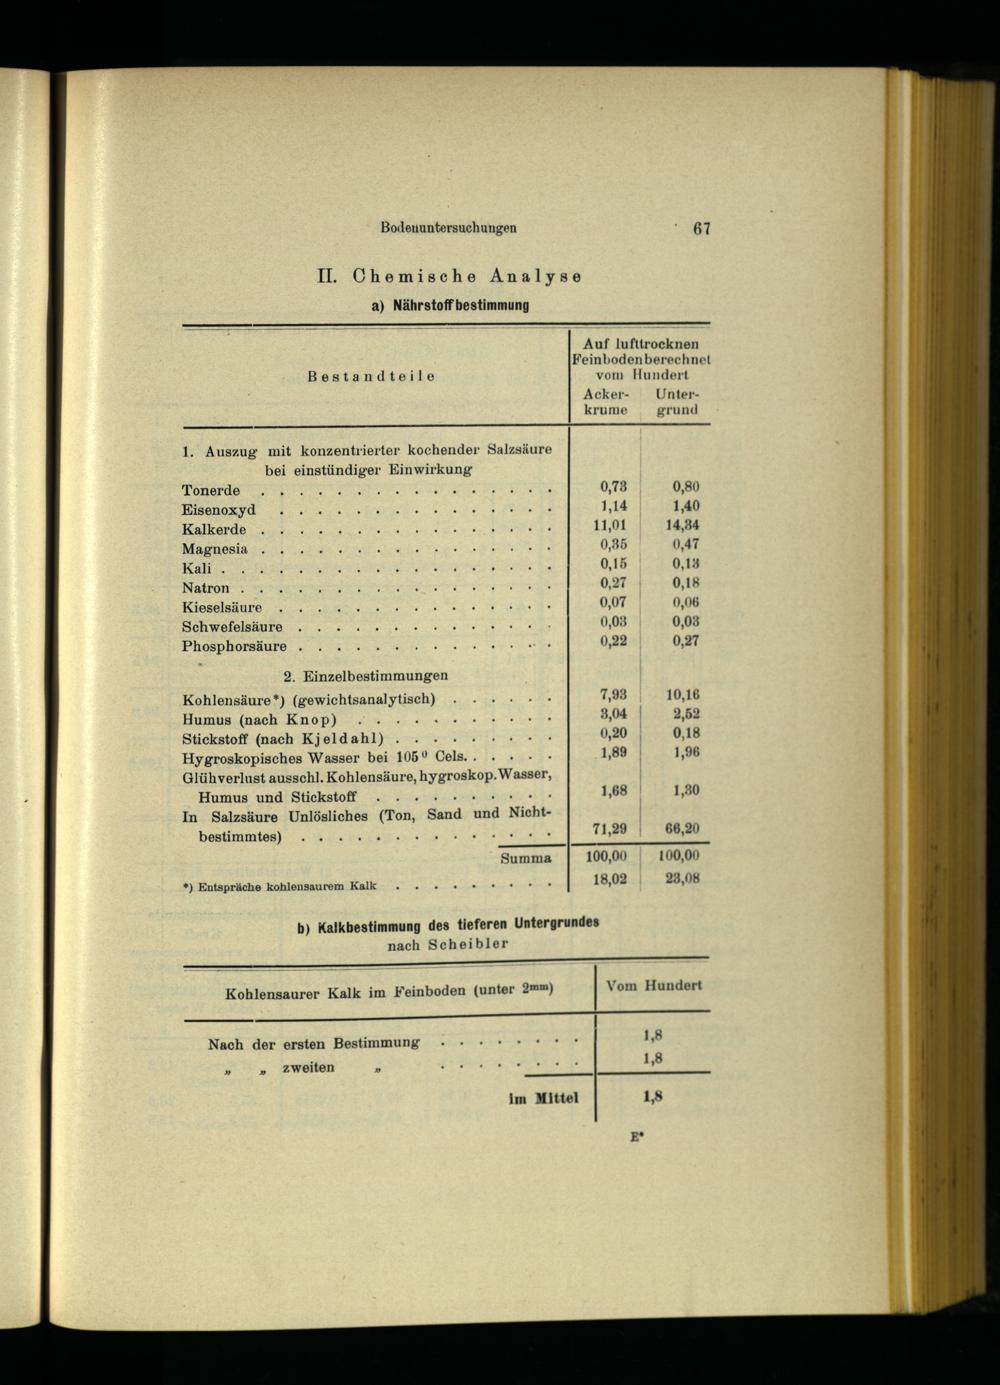 Bodenuntersuchungen 67
II. Chemische Analyse
a) Nährstoffbestimmung
Bestandteile
Auf lufttrocknen
Feinboden berechnet
vom Hundert
Acker- Unter-
krume grund
1. Auszug mit konzentrierter kochender Salzsäure
bei einstündiger Einwirkung
Tonerde . . . . . . . . . . . . . . . . 0,73 0,80
Eisenoxyd . . . . . . . . . . . . . . . 1,14 1,40
Kalkerde . . . . . . . . . . . . . . . . 11,01 14,34
Magnesia . . . . . . . . . . . . . . . . 0,35 0,47
Kali . . . . . . . . . . . . . . . . . . 0,15 0,13
Natron . . . . . . . . . . . . . . . . . 0,27 0,18
Kieselsäure . . . . . . . . . . . . . . . 0,07 0,06
Schwefelsäure . . . . . . . . . . . . . . 0,03 0,03
Phosphorsäure . . . . . . . . . . . . . . 0,22 0,27
2. Einzelbestimmungen
Kohlensäure*) (gewichtsanalytisch) . . . . . . 7,93 10,16
Humus (nach Knop) . . . . . . . . . . . 3,04 2,52
Stickstoff (nach Kjeldahl) . . . . . . . . . 0,20 0,18
Hygroskopisches Wasser bei 105⁰ Cels. . . . . . 1,89 1,96
Glühverlust ausschl. Kohlensäure, hygroskop. Wasser,
Humus und Stickstoff . . . . . . . . . . 1,68 1,30
In Salzsäure Unlösliches (Ton, Sand und Nicht-
bestimmtes) . . . . . . . . . . . . . . 71,29 66,20
Summa 100,00 100,00
*) Entspräche kohlensaurem Kalk . . . . . . . . . 18,02 23,08
b) Kalkbestimmung des tieferen Untergrundes
nach Scheibler
Kohlensaurer Kalk im Feinboden (unter 2mm) Vom Hundert
Nach der ersten Bestimmung . . . . . . . . 1,8
„ „ zweiten „ . . . . . . . . 1,8
im Mittel 1,8
E*